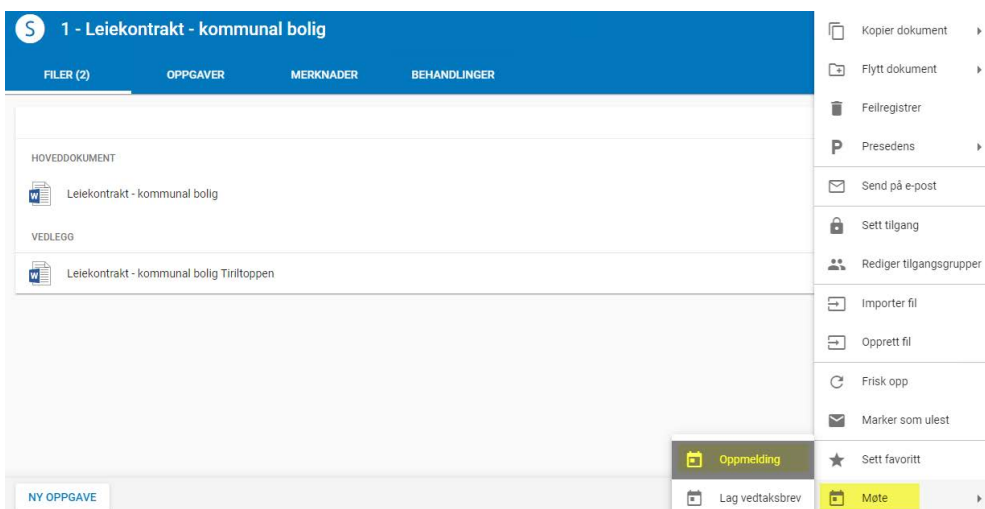 S 1 - Leiekontrakt - kommunal bolig
FILER (2) OPPGAVER MERKNADER BEHANDLINGER
HOVEDDOKUMENT
Leiekontrakt - kommunal bolig
VEDLEGG
Leiekontrakt - kommunal bolig Tiriltoppen
NY OPPGAVE
Kopier dokument
Flytt dokument
Feilregistrer
P Presedens
Send på e-post
Sett tilgang
Rediger tilgangsgrupper
Importer fil
Opprett fil
Frisk opp
Marker som ulest
Sett favoritt
Møte
Oppmelding
Lag vedtaksbrev